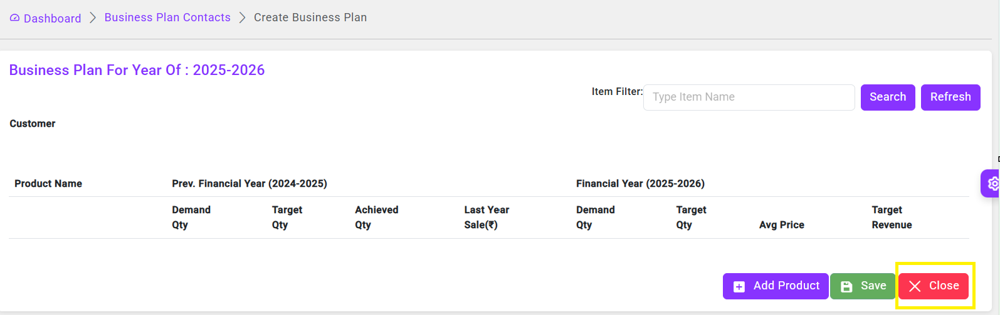 Dashboard > Business Plan Contacts > Create Business Plan
Business Plan For Year Of : 2025-2026
Item Filter: Type Item Name Search Refresh
Customer
Product Name Prev. Financial Year (2024-2025) Financial Year (2025-2026)
Demand Target Achieved Last Year Demand Target Target
Qty Qty Qty Sale(₹) Qty Qty Avg Price Revenue
Add Product Save Close